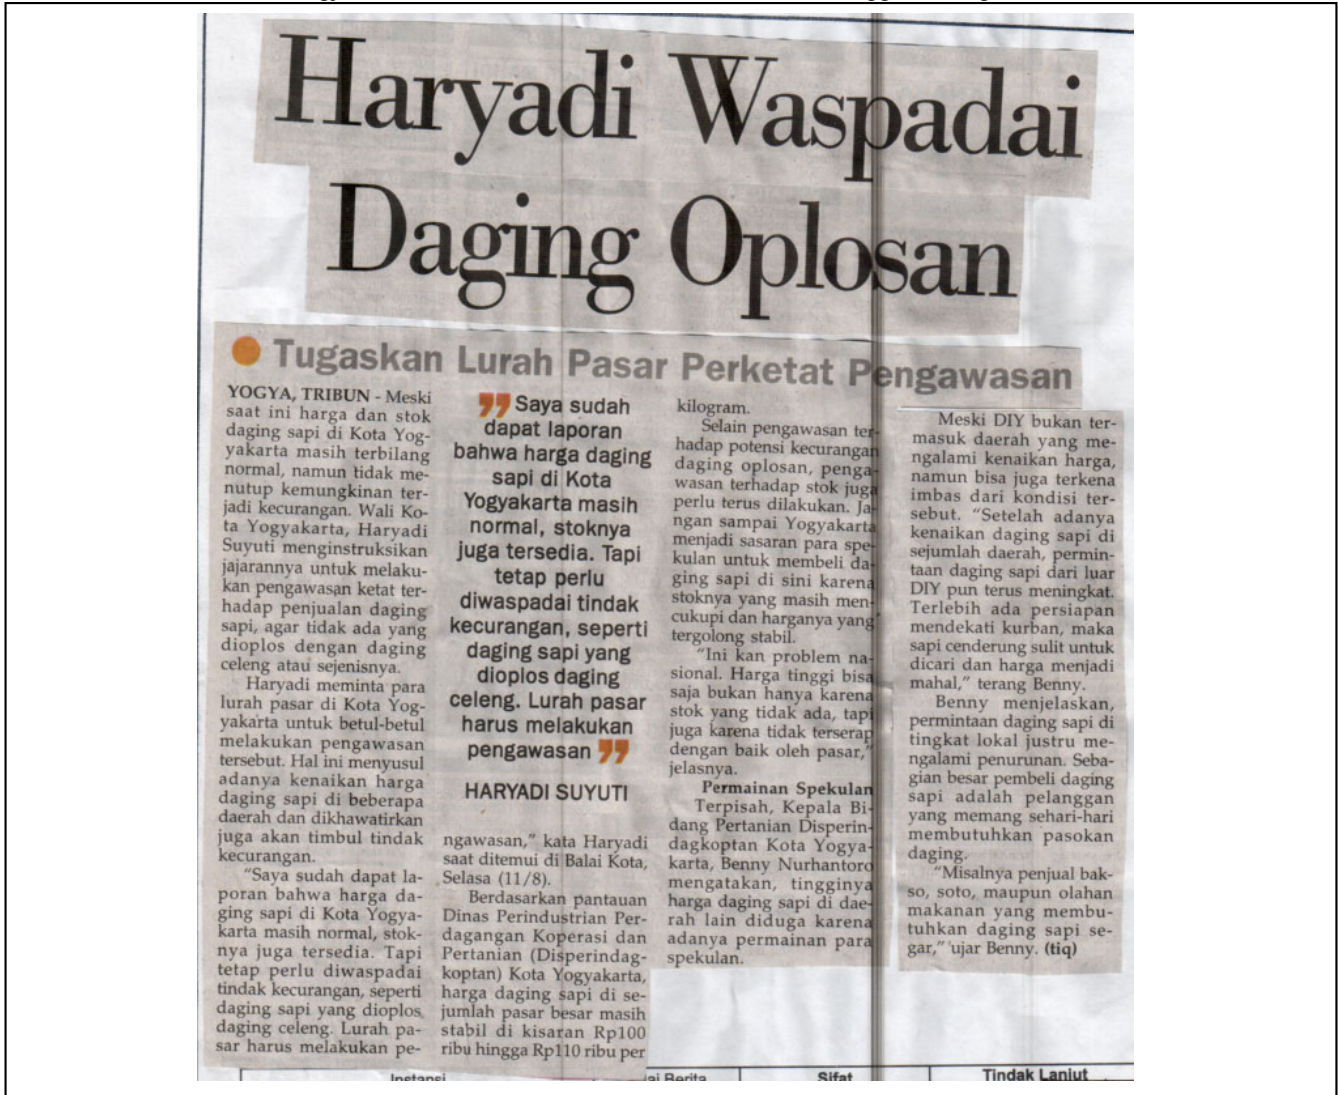 Haryadi Waspadai
Daging Oplosan
Tugaskan Lurah Pasar Perketat Pengawasan
YOGYA, TRIBUN - Meski
saat ini harga dan stok
daging sapi di Kota Yog-
yakarta masih terbilang
normal, namun tidak me-
nutup kemungkinan ter-
jadi kecurangan. Wali Ko-
ta Yogyakarta, Haryadi
Suyuti menginstruksikan
jajarannya untuk melaku-
kan pengawasan ketat ter-
hadap penjualan daging
sapi, agar tidak ada yang
dioplos dengan daging
celeng atau sejenisnya.
Haryadi meminta para
lurah pasar di Kota Yog-
yakarta untuk betul-betul
melakukan pengawasan
tersebut. Hal ini menyusul
adanya kenaikan harga
daging sapi di beberapa
daerah dan dikhawatirkan
juga akan timbul tindak
kecurangan.
"Saya sudah dapat la-
poran bahwa harga da-
ging sapi di Kota Yogya-
karta masih normal, stok-
nya juga tersedia. Tapi
tetap perlu diwaspadai
tindak kecurangan, seperti
daging sapi yang dioplos
daging celeng. Lurah pa-
sar harus melakukan pe-
"Saya sudah
dapat laporan
bahwa harga daging
sapi di Kota
Yogyakarta masih
normal, stoknya
juga tersedia. Tapi
tetap perlu
diwaspadai tindak
kecurangan, seperti
daging sapi yang
dioplos daging
celeng. Lurah pasar
harus melakukan
pengawasan"
HARYADI SUYUTI
ngawasan," kata Haryadi
saat ditemui di Balai Kota,
Selasa (11/8).
Berdasarkan pantauan
Dinas Perindustrian Per-
dagangan Koperasi dan
Pertanian (Disperindag-
koptan) Kota Yogyakarta,
harga daging sapi di se-
jumlah pasar besar masih
stabil di kisaran Rp100
ribu hingga Rp110 ribu per
kilogram.
Selain pengawasan ter-
hadap potensi kecurangan
daging oplosan, penga-
wasan terhadap stok juga
perlu terus dilakukan. Ja-
ngan sampai Yogyakarta
menjadi sasaran para spe-
kulan untuk membeli da-
ging sapi di sini karena
stoknya yang masih men-
cukupi dan harganya yang
tergolong stabil.
"Ini kan problem na-
sional. Harga tinggi bisa
saja bukan hanya karena
stok yang tidak ada, tapi
juga karena tidak terserap
dengan baik oleh pasar,"
jelasnya.
Permainan Spekulan
Terpisah, Kepala Bi-
dang Pertanian Disperin-
dagkoptan Kota Yogya-
karta, Benny Nurhantoro
mengatakan, tingginya
harga daging sapi di dae-
rah lain diduga karena
adanya permainan para
spekulan.
Meski DIY bukan ter-
masuk daerah yang me-
ngalami kenaikan harga,
namun bisa juga terkena
imbas dari kondisi ter-
sebut. "Setelah adanya
kenaikan daging sapi di
sejumlah daerah, permin-
taan daging sapi dari luar
DIY pun terus meningkat.
Terlebih ada persiapan
mendekati kurban, maka
sapi cenderung sulit untuk
dicari dan harga menjadi
mahal," terang Benny.
Benny menjelaskan,
permintaan daging sapi di
tingkat lokal justru me-
ngalami penurunan. Seba-
gian besar pembeli daging
sapi adalah pelanggan
yang memang sehari-hari
membutuhkan pasokan
daging.
"Misalnya penjual bak-
so, soto, maupun olahan
makanan yang membu-
tuhkan daging sapi se-
gar," ujar Benny. (tiq)
Instansi
Berita
Sifat
Tindak Lanjut